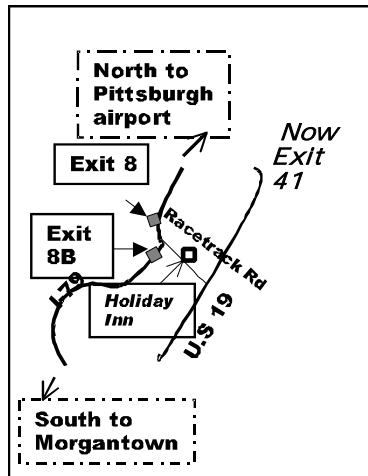 North to
Pittsburgh
airport
Now
Exit
41
Exit 8
Racetrack Rd
Exit
8B
I-79
Holiday
Inn
U.S 19
South to
Morgantown